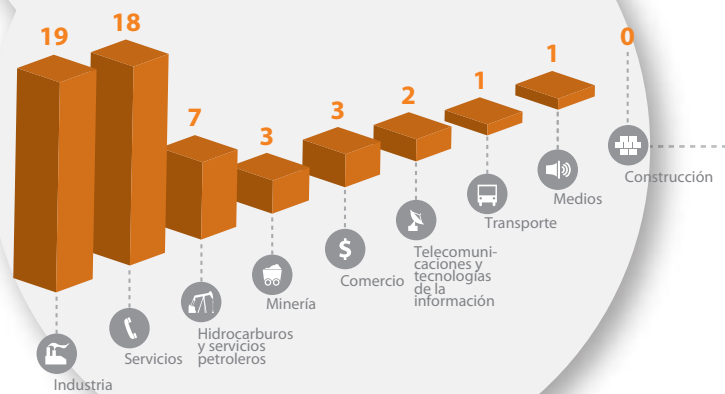 19
18
7
3
3
2
1
1
0
Industria
Servicios
Hidrocarburos
y servicios
petroleros
Minería
$
Comercio
Telecomuni-
caciones y
tecnologías
de la
información
Transporte
Medios
Construcción